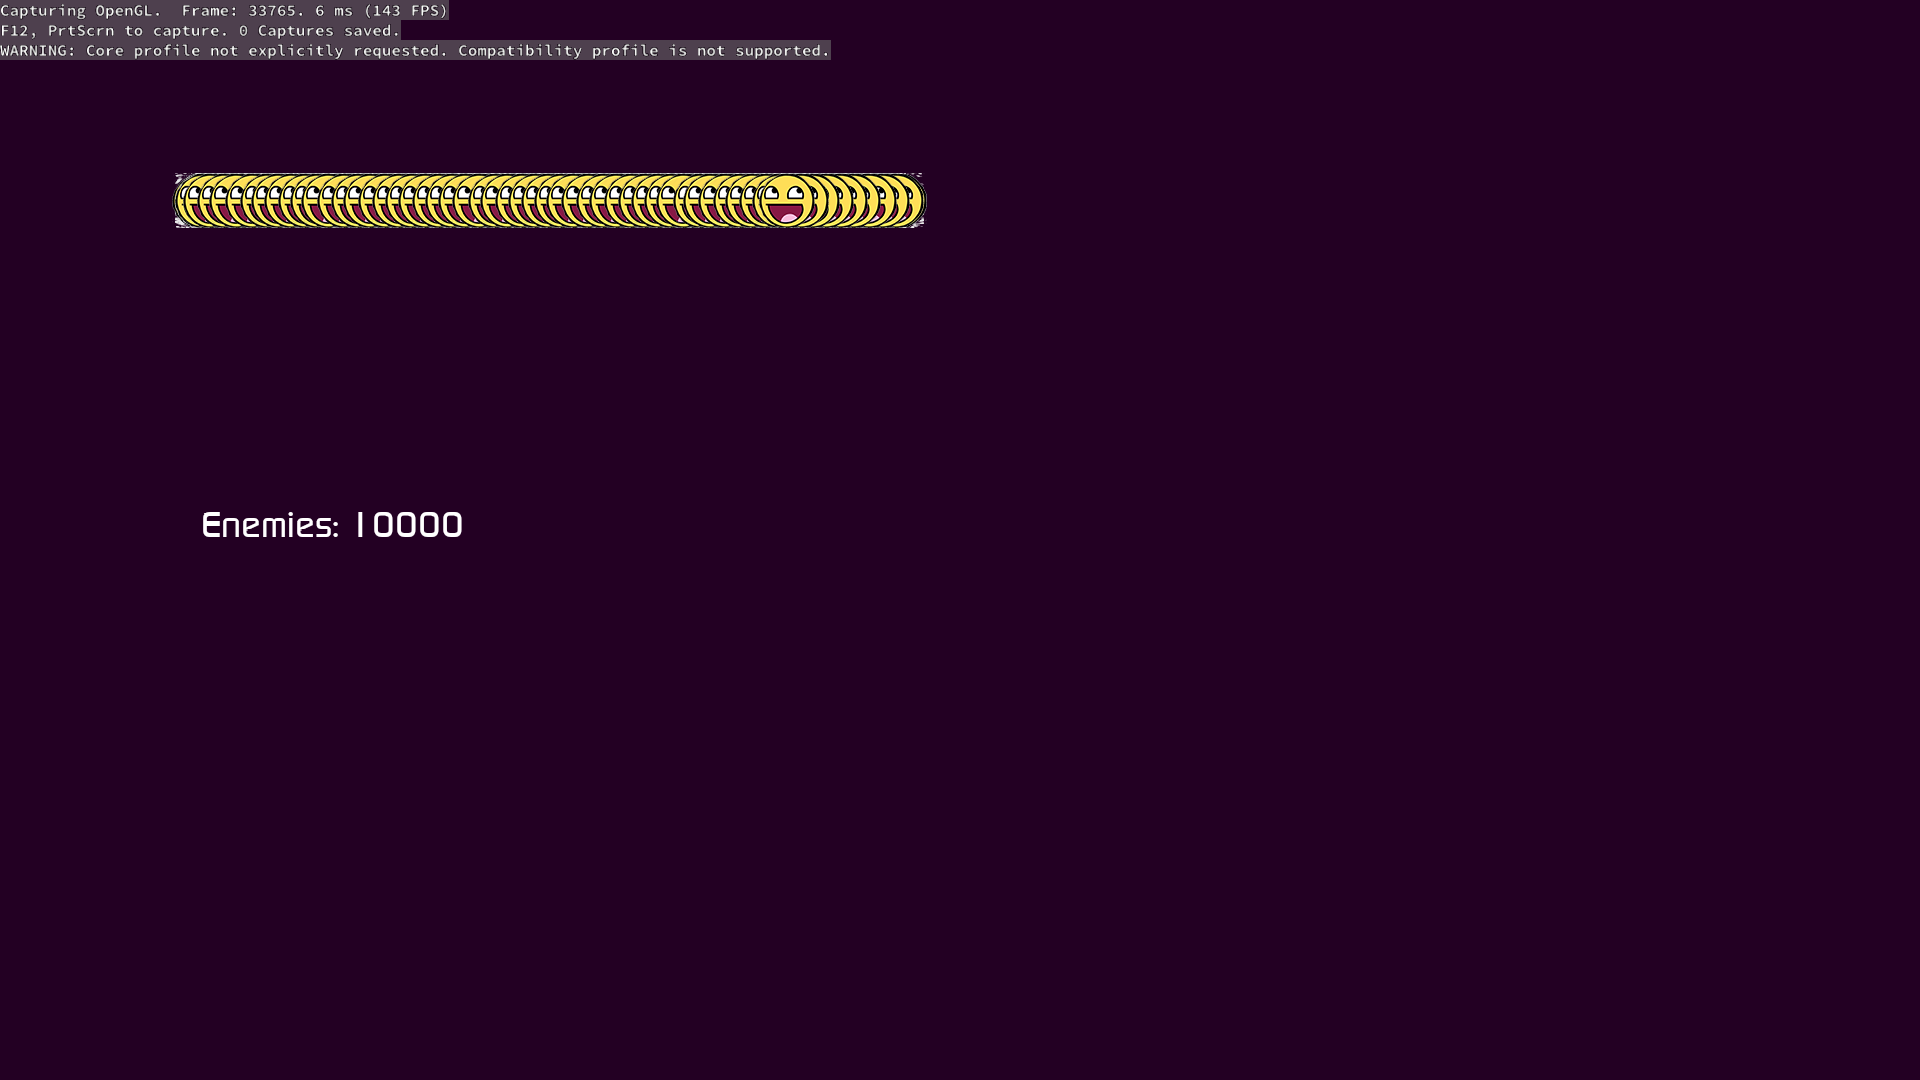 Capturing OpenGL.  Frame: 33765. 6 ms (143 FPS)
F12, PrtScrn to capture. 0 Captures saved.
WARNING: Core profile not explicitly requested. Compatibility profile is not supported.
Enemies: 10000